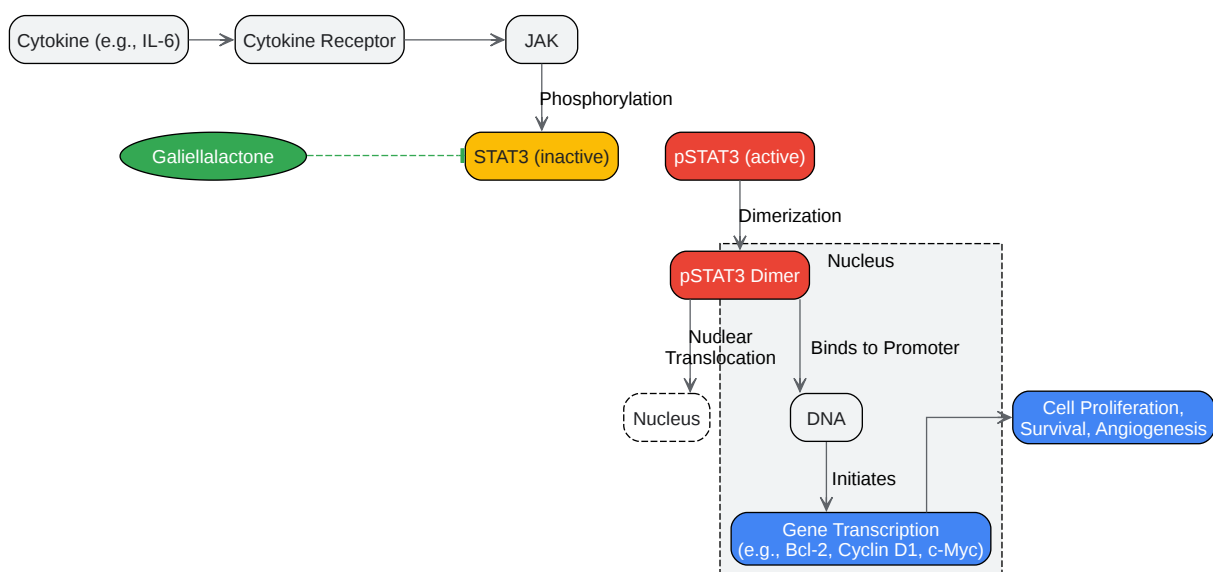 Cytokine (e.g., IL-6)
Cytokine Receptor
JAK
Phosphorylation
Galiellalactone
STAT3 (inactive)
pSTAT3 (active)
Dimerization
Nucleus
pSTAT3 Dimer
Nuclear
Translocation
Binds to Promoter
Nucleus
DNA
Cell Proliferation,
Survival, Angiogenesis
Initiates
Gene Transcription
(e.g., Bcl-2, Cyclin D1, c-Myc)